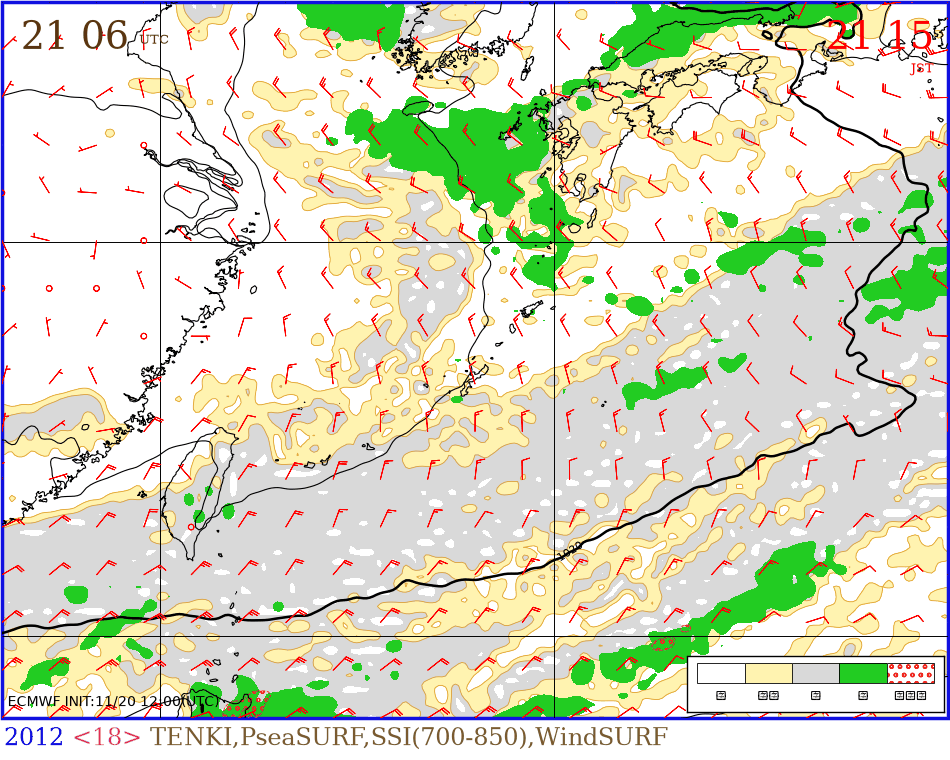 21 06 UTC
21 15
JST
1020
ECMWF INIT:11/20 12:00(UTC)
2012 <18> TENKI,PseaSURF,SSI(700-850),WindSURF